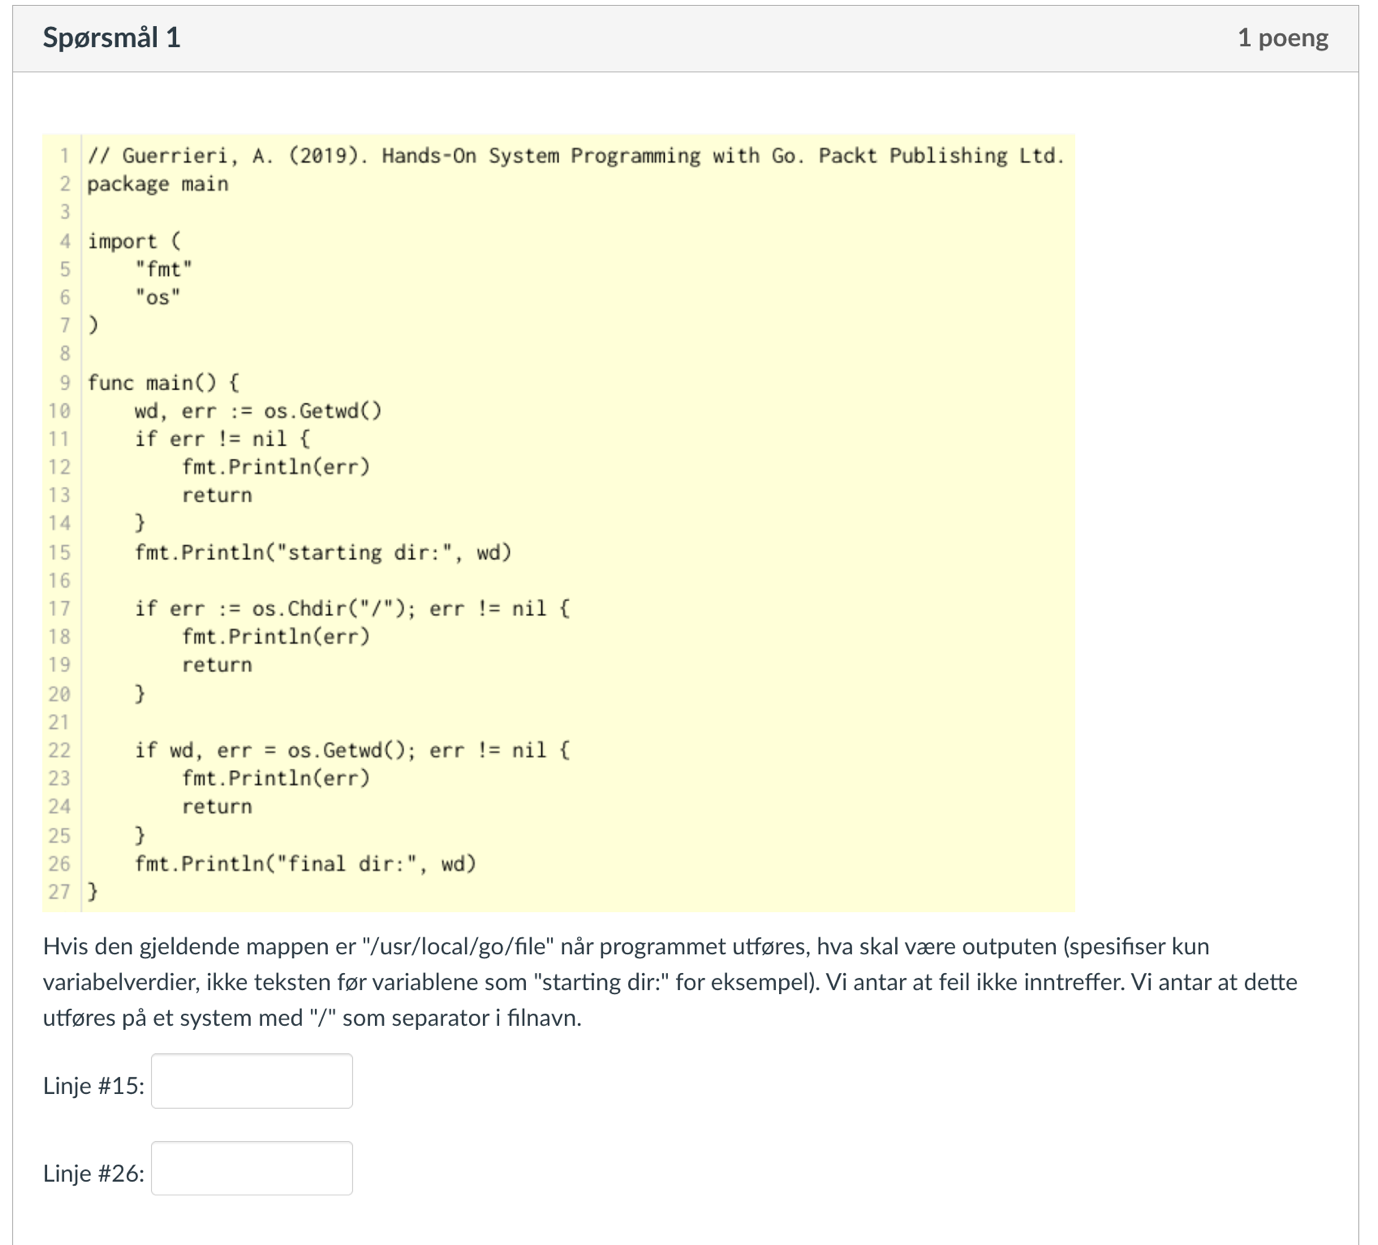 Spørsmål 1
1 poeng
1 // Guerrieri, A. (2019). Hands-On System Programming with Go. Packt Publishing Ltd.
2 package main
3
4 import (
5     "fmt"
6     "os"
7 )
8
9 func main() {
10     wd, err := os.Getwd()
11     if err != nil {
12         fmt.Println(err)
13         return
14     }
15     fmt.Println("starting dir:", wd)
16
17     if err := os.Chdir("/"); err != nil {
18         fmt.Println(err)
19         return
20     }
21
22     if wd, err = os.Getwd(); err != nil {
23         fmt.Println(err)
24         return
25     }
26     fmt.Println("final dir:", wd)
27 }
Hvis den gjeldende mappen er "/usr/local/go/file" når programmet utføres, hva skal være outputen (spesifiser kun
variabelverdier, ikke teksten før variablene som "starting dir:" for eksempel). Vi antar at feil ikke inntreffer. Vi antar at dette
utføres på et system med "/" som separator i filnavn.
Linje #15:
Linje #26: